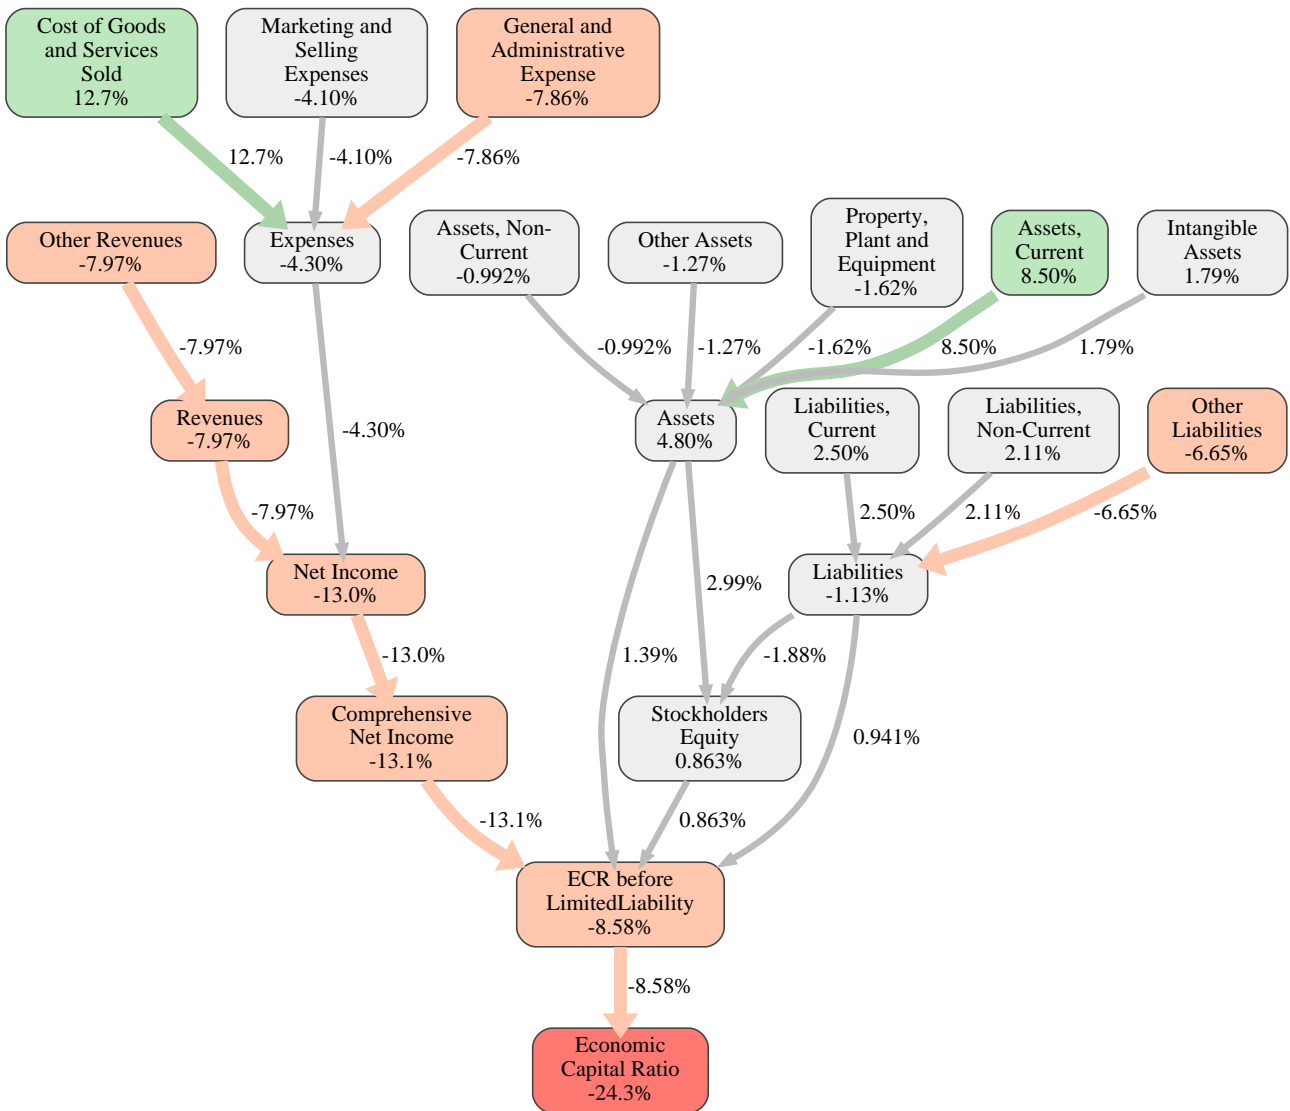 Cost of Goods
and Services
Sold
12.7%
Marketing and
Selling
Expenses
-4.10%
General and
Administrative
Expense
-7.86%
12.7%
-4.10%
-7.86%
Other Revenues
-7.97%
Expenses
-4.30%
Assets, Non-
Current
-0.992%
Other Assets
-1.27%
Property,
Plant and
Equipment
-1.62%
Assets,
Current
8.50%
Intangible
Assets
1.79%
-7.97%
-0.992%
-1.27%
-1.62%
8.50%
1.79%
Revenues
-7.97%
-4.30%
Assets
4.80%
Liabilities,
Current
2.50%
Liabilities,
Non-Current
2.11%
Other
Liabilities
-6.65%
-7.97%
2.50%
2.11%
-6.65%
Net Income
-13.0%
2.99%
Liabilities
-1.13%
-13.0%
1.39%
-1.88%
Comprehensive
Net Income
-13.1%
Stockholders
Equity
0.863%
0.941%
-13.1%
0.863%
ECR before
LimitedLiability
-8.58%
-8.58%
Economic
Capital Ratio
-24.3%